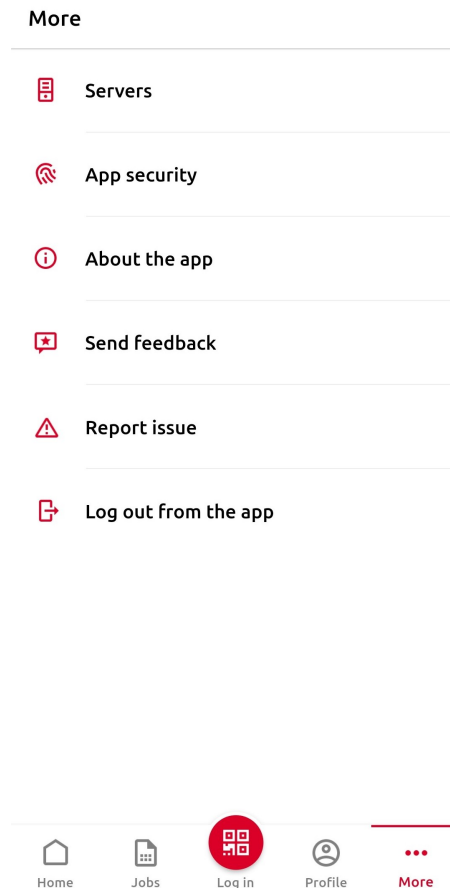 More
Servers
App security
About the app
Send feedback
Report issue
Log out from the app
Home
Jobs
Log in
Profile
More